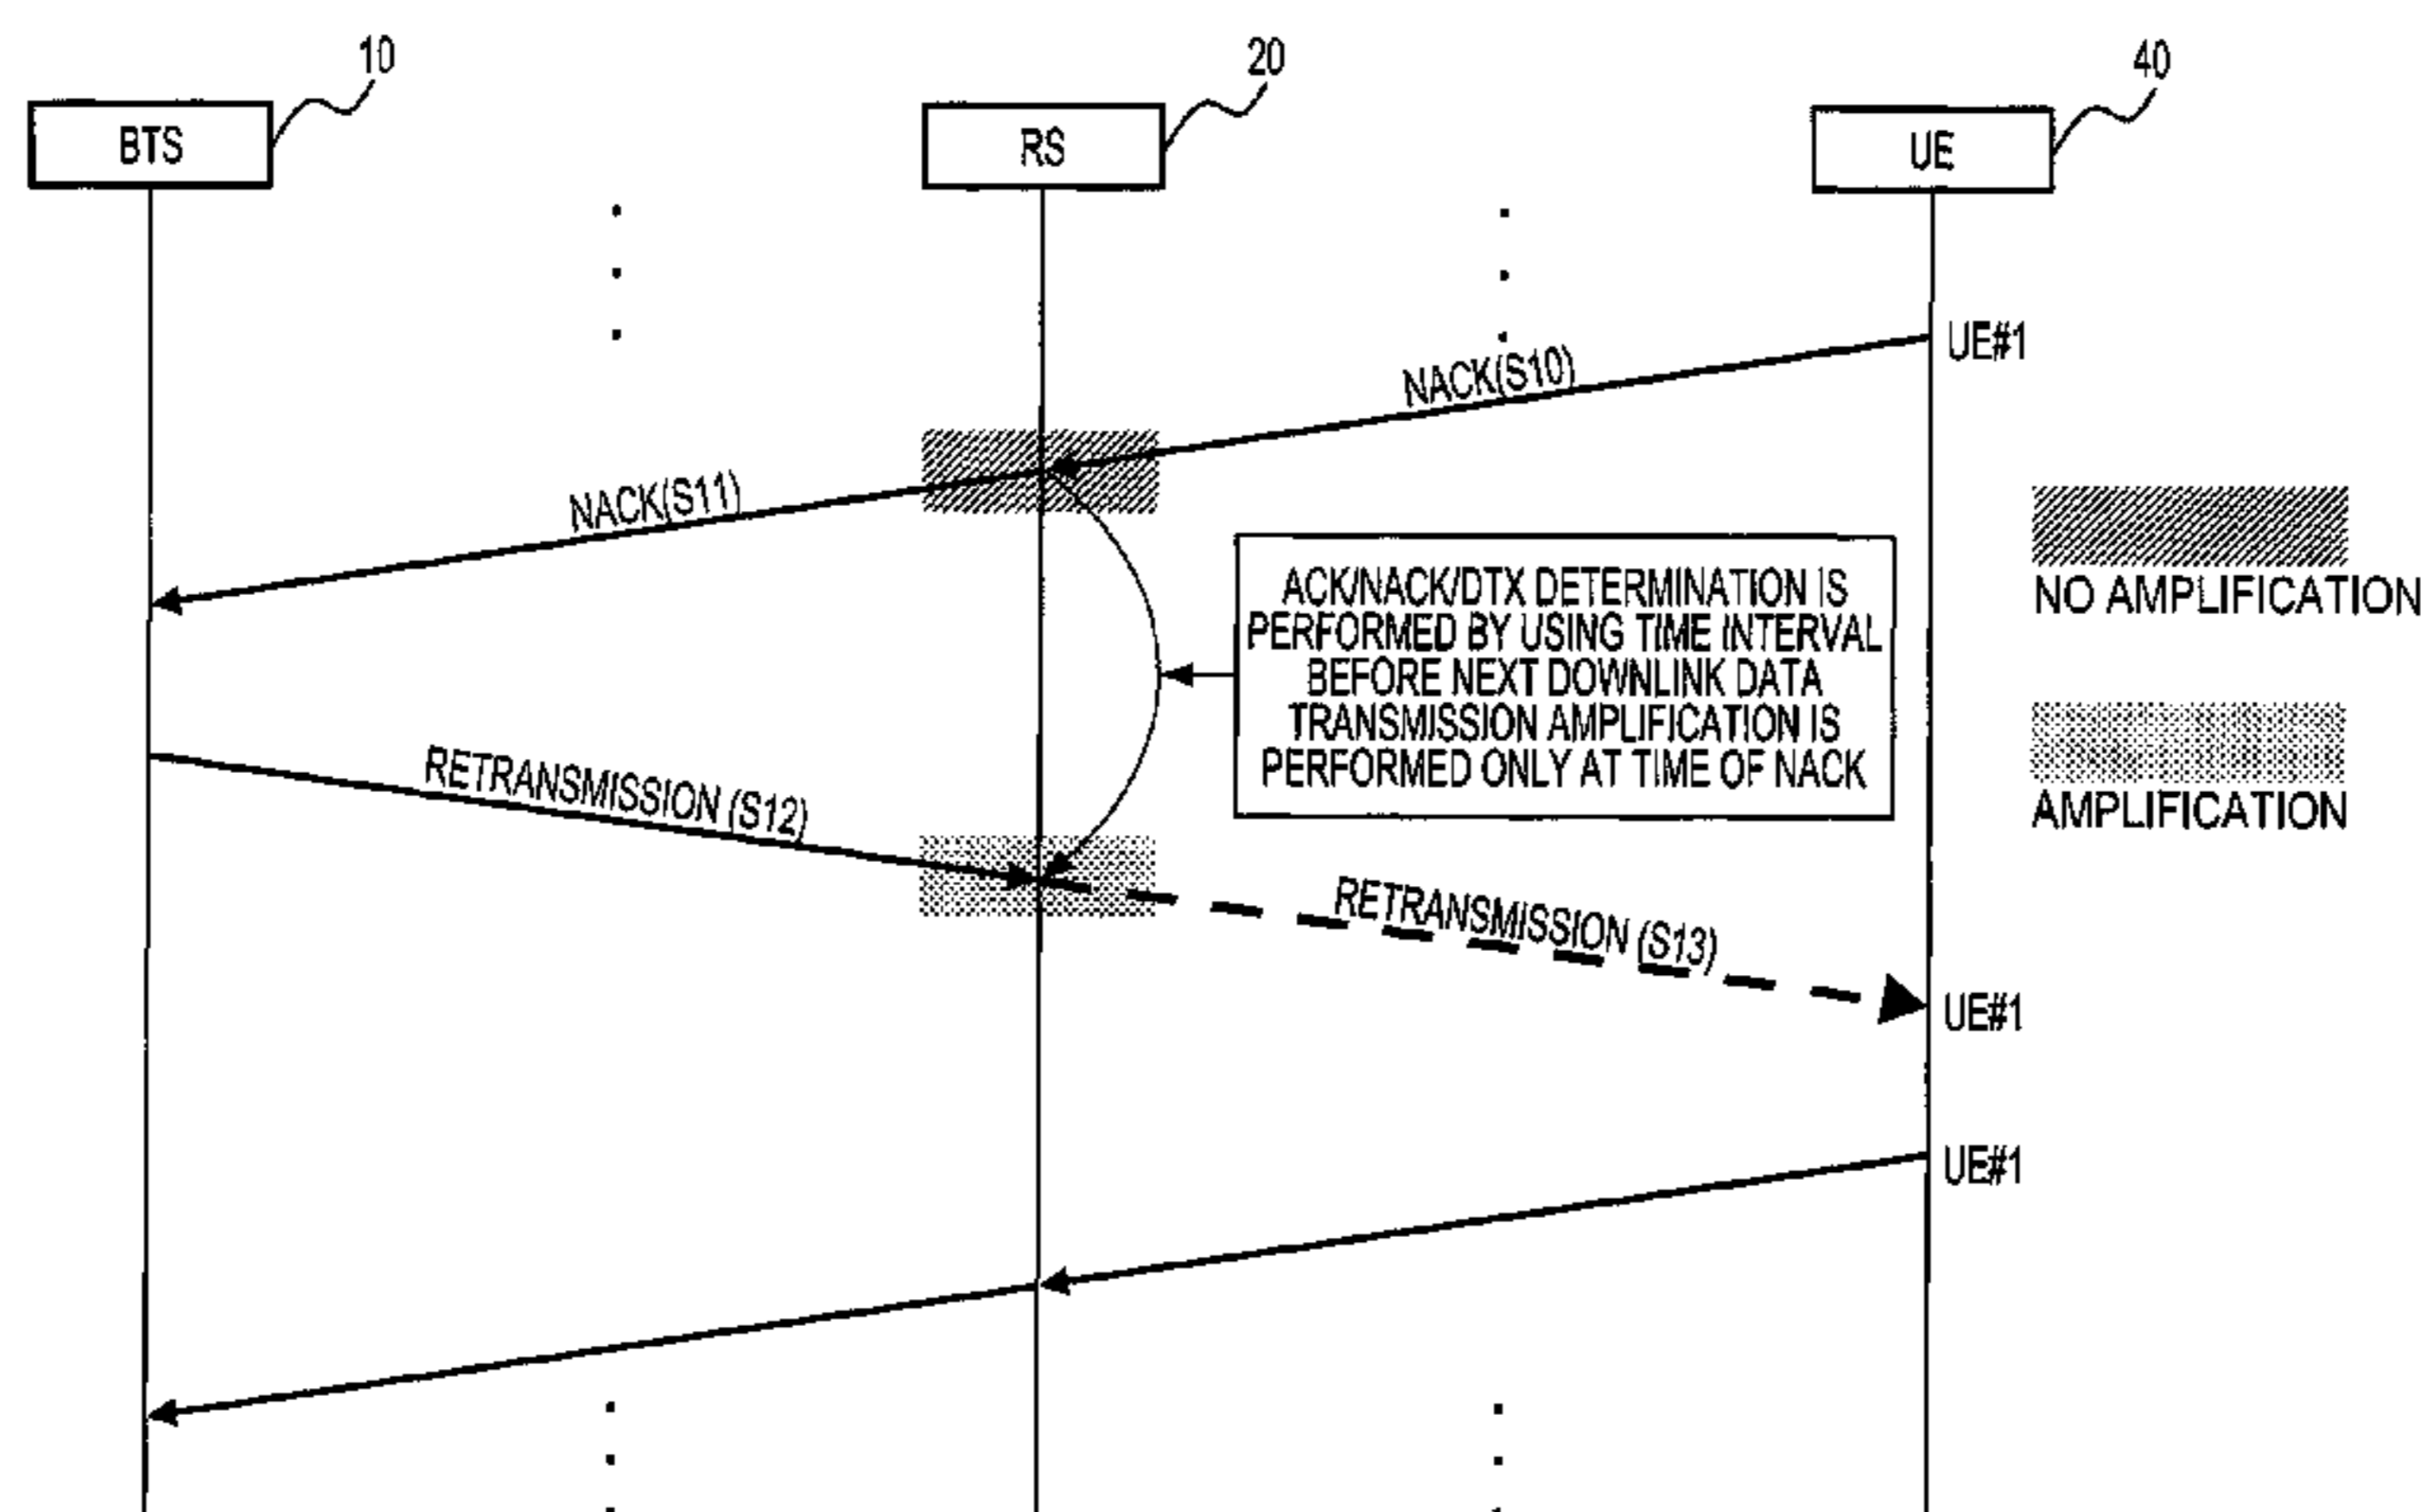 10
20
40
BTS
RS
UE
UE#1
NACK(S10)
NACK(S11)
ACK/NACK/DTX DETERMINATION IS
PERFORMED BY USING TIME INTERVAL
BEFORE NEXT DOWNLINK DATA
TRANSMISSION AMPLIFICATION IS
PERFORMED ONLY AT TIME OF NACK
NO AMPLIFICATION
AMPLIFICATION
RETRANSMISSION (S12)
RETRANSMISSION (S13)
UE#1
UE#1